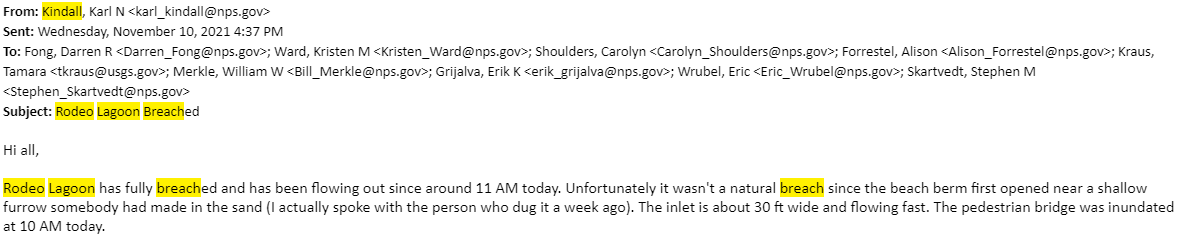 From: Kindall, Karl N <karl_kindall@nps.gov>
Sent: Wednesday, November 10, 2021 4:37 PM
To: Fong, Darren R <Darren_Fong@nps.gov>; Ward, Kristen M <Kristen_Ward@nps.gov>; Shoulders, Carolyn <Carolyn_Shoulders@nps.gov>; Forrestel, Alison <Alison_Forrestel@nps.gov>; Kraus,
Tamara <tkraus@usgs.gov>; Merkle, William W <Bill_Merkle@nps.gov>; Grijalva, Erik K <erik_grijalva@nps.gov>; Wrubel, Eric <Eric_Wrubel@nps.gov>; Skartvedt, Stephen M
<Stephen_Skartvedt@nps.gov>
Subject: Rodeo Lagoon Breached
Hi all,
Rodeo Lagoon has fully breached and has been flowing out since around 11 AM today. Unfortunately it wasn't a natural breach since the beach berm first opened near a shallow
furrow somebody had made in the sand (I actually spoke with the person who dug it a week ago). The inlet is about 30 ft wide and flowing fast. The pedestrian bridge was inundated
at 10 AM today.